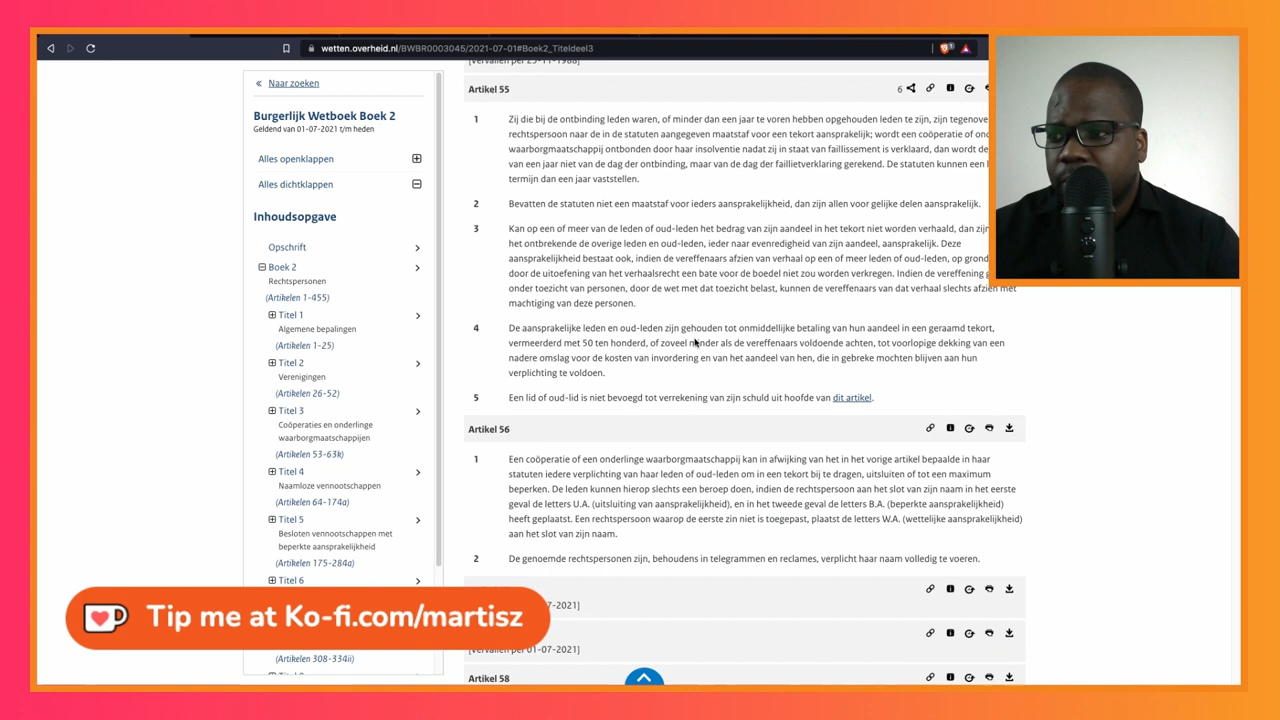 wetten.overheid.nl/BWBR0003045/2021-07-01#Boek2_Titeldeel3
« Naar zoeken
Burgerlijk Wetboek Boek 2
Geldend van 01-07-2021 t/m heden
Alles openklappen
Alles dichtklappen
Inhoudsopgave
Opschrift
Boek 2
Rechtspersonen
(Artikelen 1-455)
Titel 1
Algemene bepalingen
(Artikelen 1-25)
Titel 2
Verenigingen
(Artikelen 26-52)
Titel 3
Coöperaties en onderlinge
waarborgmaatschappijen
(Artikelen 53-63k)
Titel 4
Naamloze vennootschappen
(Artikelen 64-174a)
Titel 5
Besloten vennootschappen met
beperkte aansprakelijkheid
(Artikelen 175-284a)
Titel 6
(Artikelen 308-334ii)
[Vervallen per 25-11-1988]
Artikel 55
6
1 Zij die bij de ontbinding leden waren, of minder dan een jaar te voren hebben opgehouden leden te zijn, zijn tegenove
rechtspersoon naar de in de statuten aangegeven maatstaf voor een tekort aansprakelijk; wordt een coöperatie of ond
waarborgmaatschappij ontbonden door haar insolventie nadat zij in staat van faillissement is verklaard, dan wordt de
van een jaar niet van de dag der ontbinding, maar van de dag der faillietverklaring gerekend. De statuten kunnen een
termijn dan een jaar vaststellen.
2 Bevatten de statuten niet een maatstaf voor ieders aansprakelijkheid, dan zijn allen voor gelijke delen aansprakelijk.
3 Kan op een of meer van de leden of oud-leden het bedrag van zijn aandeel in het tekort niet worden verhaald, dan zijn
het ontbrekende de overige leden en oud-leden, ieder naar evenredigheid van zijn aandeel, aansprakelijk. Deze
aansprakelijkheid bestaat ook, indien de vereffenaars afzien van verhaal op een of meer leden of oud-leden, op grond
door de uitoefening van het verhaalsrecht een bate voor de boedel niet zou worden verkregen. Indien de vereffening
onder toezicht van personen, door de wet met dat toezicht belast, kunnen de vereffenaars van dat verhaal slechts afzien met
machtiging van deze personen.
4 De aansprakelijke leden en oud-leden zijn gehouden tot onmiddellijke betaling van hun aandeel in een geraamd tekort,
vermeerderd met 50 ten honderd, of zoveel minder als de vereffenaars voldoende achten, tot voorlopige dekking van een
nadere omslag voor de kosten van invordering en van het aandeel van hen, die in gebreke mochten blijven aan hun
verplichting te voldoen.
5 Een lid of oud-lid is niet bevoegd tot verrekening van zijn schuld uit hoofde van dit artikel.
Artikel 56
1 Een coöperatie of een onderlinge waarborgmaatschappij kan in afwijking van het in het vorige artikel bepaalde in haar
statuten iedere verplichting van haar leden of oud-leden om in een tekort bij te dragen, uitsluiten of tot een maximum
beperken. De leden kunnen hierop slechts een beroep doen, indien de rechtspersoon aan het slot van zijn naam in het eerste
geval de letters U.A. (uitsluiting van aansprakelijkheid), en in het tweede geval de letters B.A. (beperkte aansprakelijkheid)
heeft geplaatst. Een rechtspersoon waarop de eerste zin niet is toegepast, plaatst de letters W.A. (wettelijke aansprakelijkheid)
aan het slot van zijn naam.
2 De genoemde rechtspersonen zijn, behoudens in telegrammen en reclames, verplicht haar naam volledig te voeren.
7-2021]
[Vervallen per 01-07-2021]
Artikel 58
Tip me at Ko-fi.com/martisz